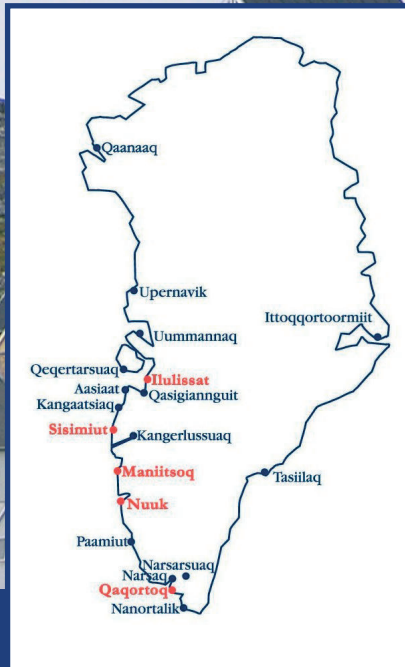 Qaanaaq
Upernavik
Ittoqqortoormiit
Uummannaq
Qeqertarsuaq
Ilulissat
Aasiaat
Qasigiannguit
Kangaatsiaq
Sisimiut
Kangerlussuaq
Maniitsoq
Tasiilaq
Nuuk
Paamiut
Narsarsuaq
Narsaq
Qaqortoq
Nanortalik